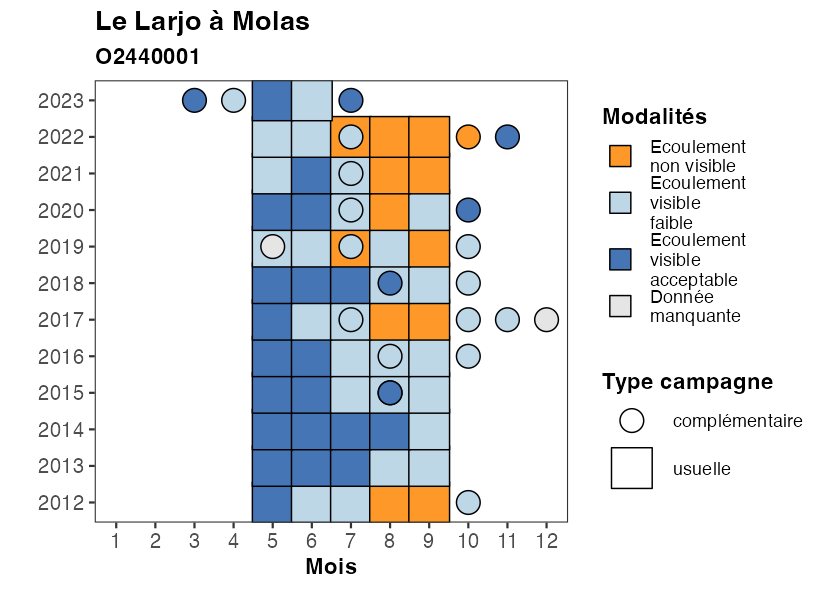 Le Larjo à Molas
O2440001
2023
2022
2021
2020
2019
2018
2017
2016
2015
2014
2013
2012
1 2 3 4 5 6 7 8 9 10 11 12
Mois
Modalités
Ecoulement
non visible
Ecoulement
visible
faible
Ecoulement
visible
acceptable
Donnée
manquante
Type campagne
complémentaire
usuelle